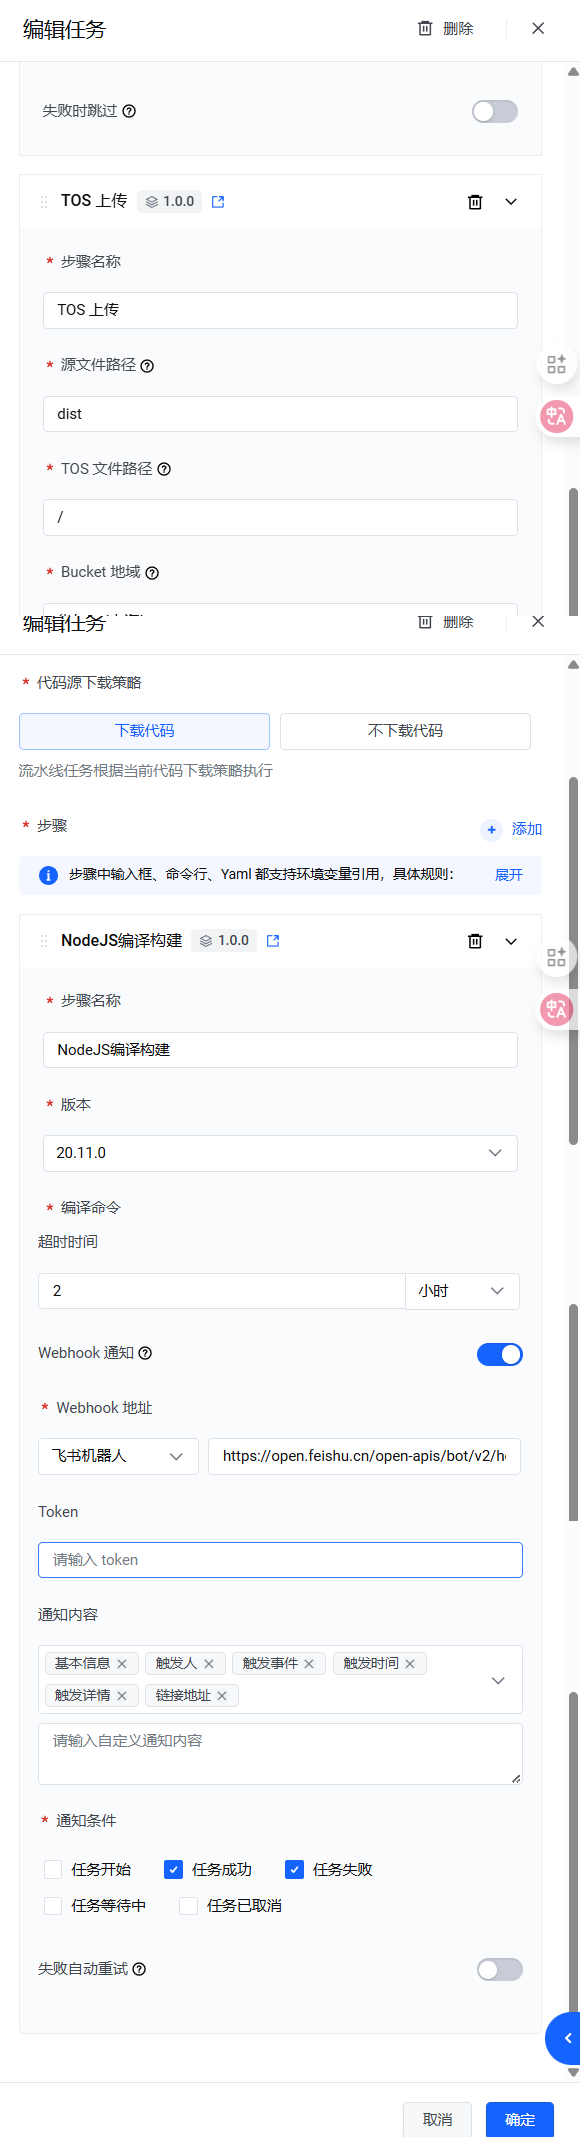 编辑任务
删除
失败时跳过
TOS 上传
1.0.0
* 步骤名称
TOS 上传
* 源文件路径
dist
* TOS 文件路径
/
* Bucket 地域
编辑任务
删除
* 代码源下载策略
下载代码
不下载代码
流水线任务根据当前代码下载策略执行
* 步骤
添加
步骤中输入框、命令行、Yaml 都支持环境变量引用，具体规则：
展开
NodeJS编译构建
1.0.0
* 步骤名称
NodeJS编译构建
* 版本
20.11.0
* 编译命令
超时时间
2
小时
Webhook 通知
* Webhook 地址
飞书机器人
https://open.feishu.cn/open-apis/bot/v2/h
Token
请输入 token
通知内容
基本信息
触发人
触发事件
触发时间
触发详情
链接地址
请输入自定义通知内容
* 通知条件
任务开始
任务成功
任务失败
任务等待中
任务已取消
失败自动重试
取消
确定